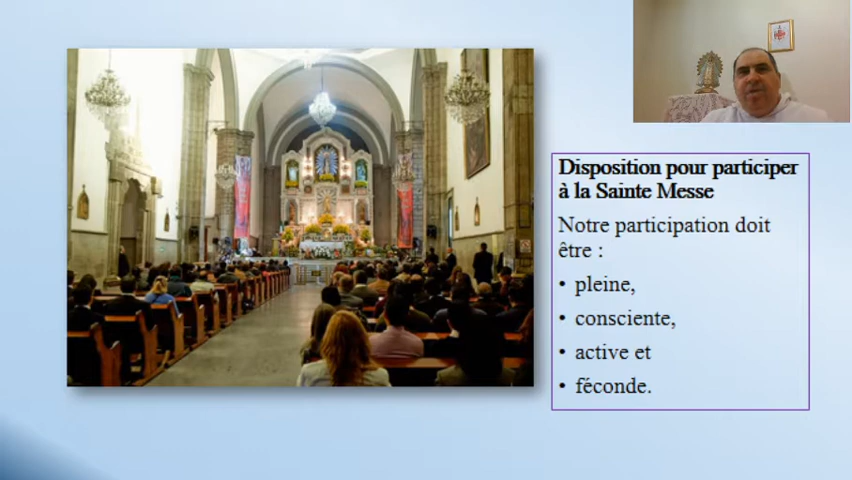 Disposition pour participer
à la Sainte Messe
Notre participation doit
être :
• pleine,
• consciente,
• active et
• féconde.